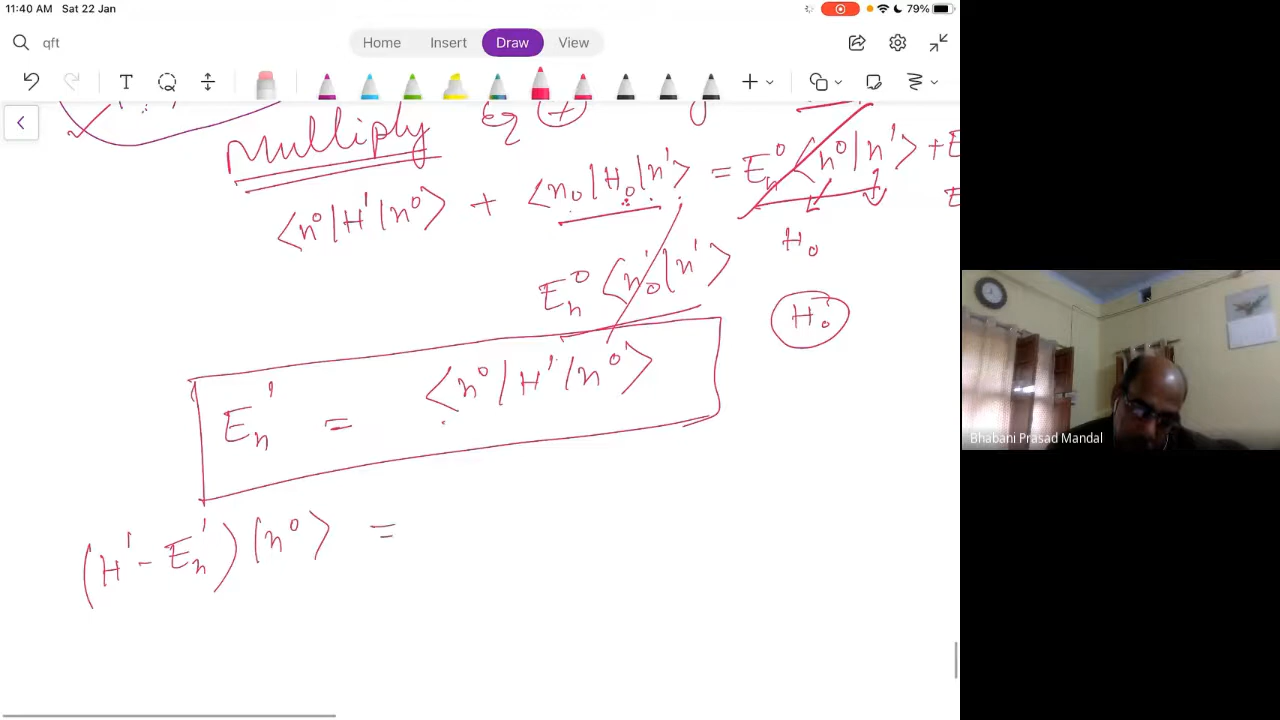 11:40 AM Sat 22 Jan
79%
qft
Home Insert Draw View
Multiply eq (+)
⟨n⁰|H'|n⁰⟩ + ⟨n₀|H₀|n'⟩ = Eₙ⁰ ⟨n⁰|n'⟩ + E
H₀
Eₙ⁰ ⟨n'₀|n'⟩
H₀
Eₙ' = ⟨n⁰|H'|n⁰⟩
(H' - Eₙ')|n⁰⟩ =
Bhabani Prasad Mandal